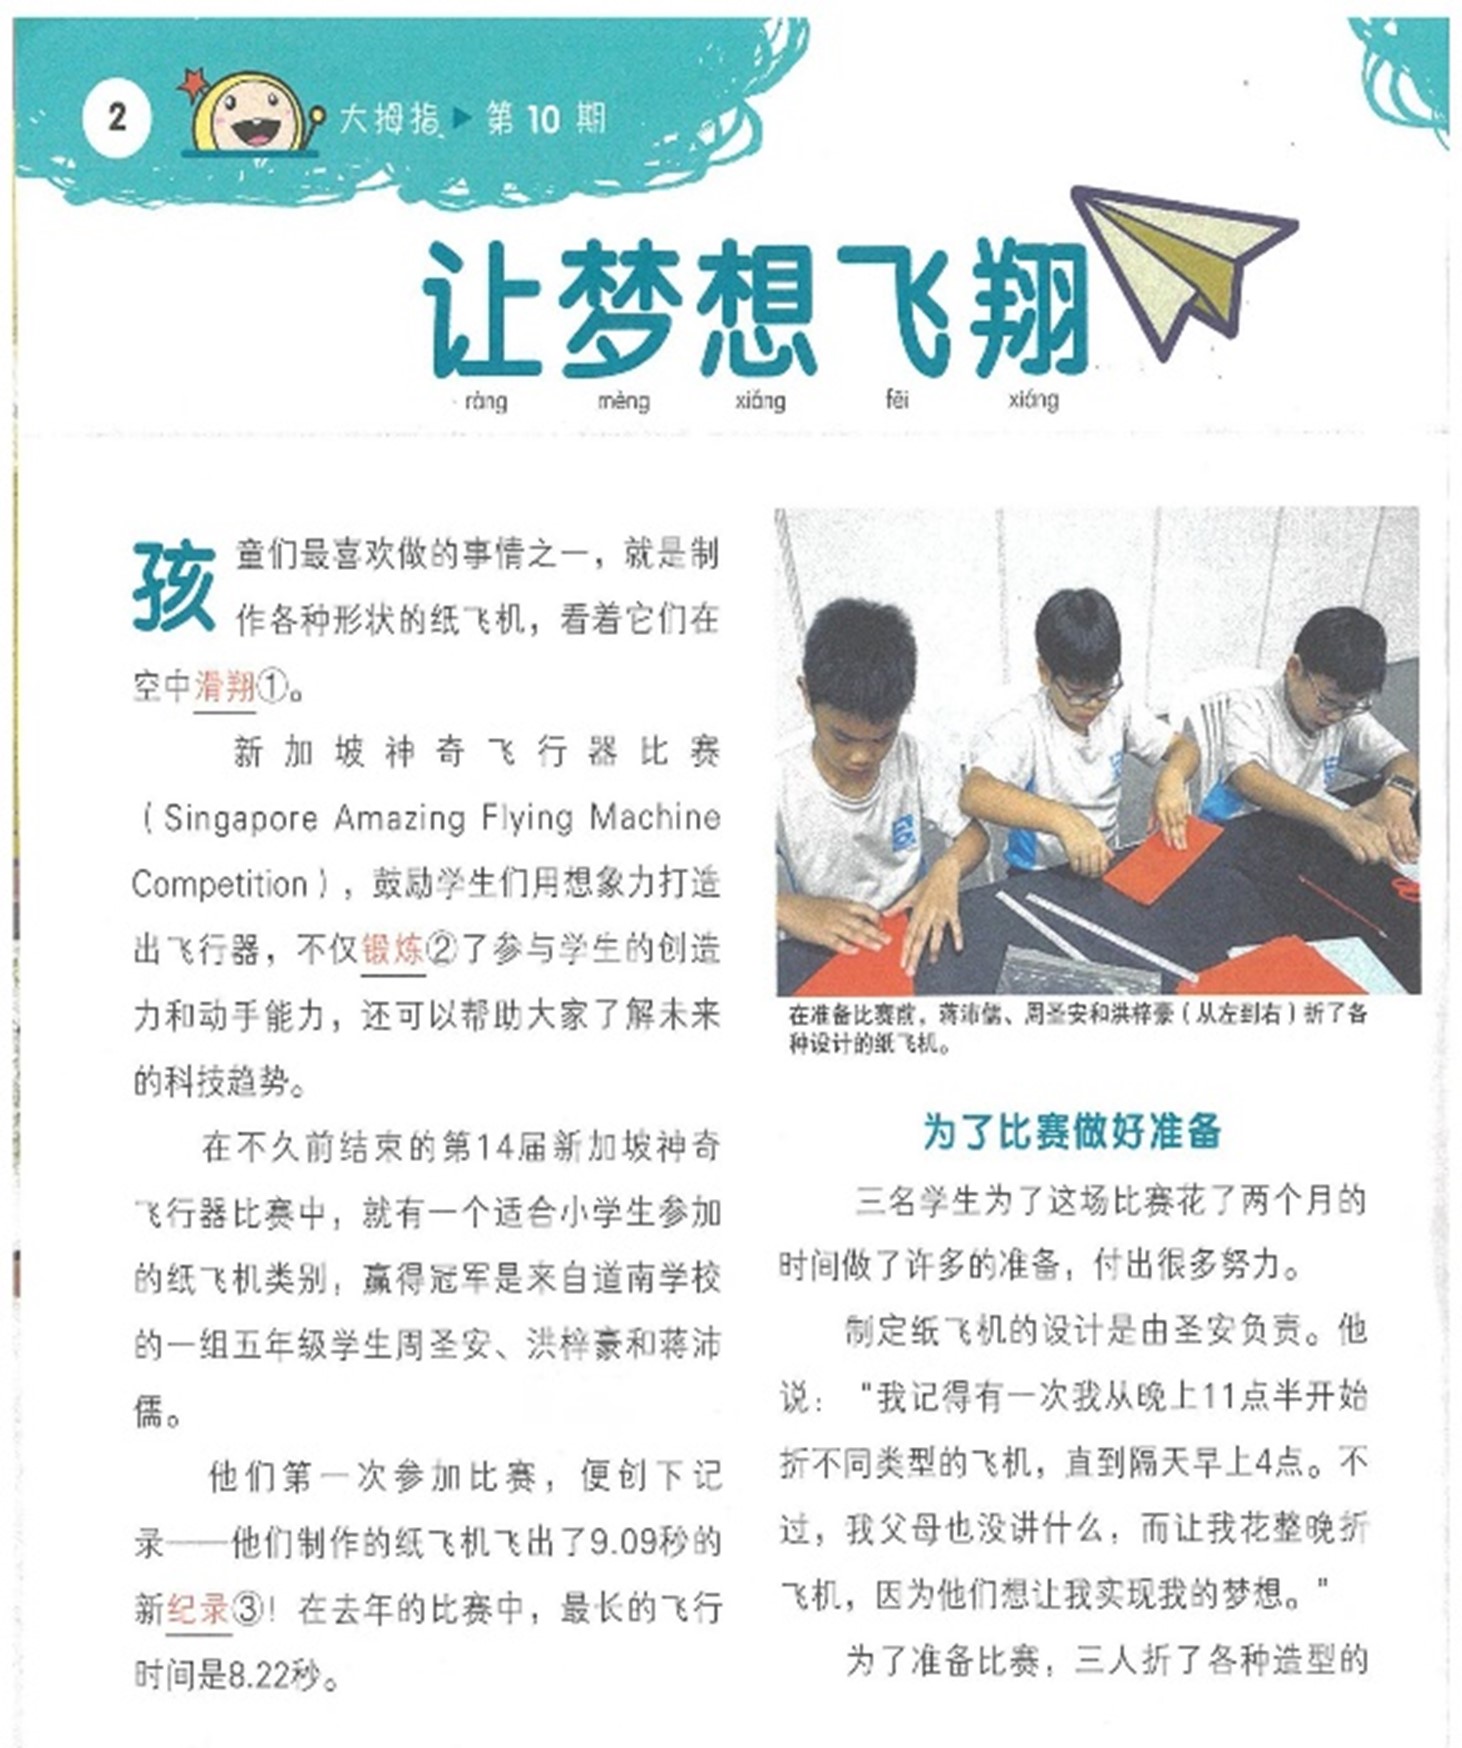 2
大拇指 ▶ 第 10 期
让梦想飞翔
ràng mèng xiǎng fēi xiáng
孩童们最喜欢做的事情之一，就是制
作各种形状的纸飞机，看着它们在
空中滑翔①。
新加坡神奇飞行器比赛
（Singapore Amazing Flying Machine
Competition），鼓励学生们用想象力打造
出飞行器，不仅锻炼②了参与学生的创造
力和动手能力，还可以帮助大家了解未来
的科技趋势。
在不久前结束的第14届新加坡神奇
飞行器比赛中，就有一个适合小学生参加
的纸飞机类别，赢得冠军是来自道南学校
的一组五年级学生周圣安、洪梓豪和蒋沛
儒。
他们第一次参加比赛，便创下记
录——他们制作的纸飞机飞出了9.09秒的
新纪录③！在去年的比赛中，最长的飞行
时间是8.22秒。
在准备比赛前，蒋沛儒、周圣安和洪梓豪（从左到右）折了各
种设计的纸飞机。
为了比赛做好准备
三名学生为了这场比赛花了两个月的
时间做了许多的准备，付出很多努力。
制定纸飞机的设计是由圣安负责。他
说："我记得有一次我从晚上11点半开始
折不同类型的飞机，直到隔天早上4点。不
过，我父母也没讲什么，而让我花整晚折
飞机，因为他们想让我实现我的梦想。"
为了准备比赛，三人折了各种造型的